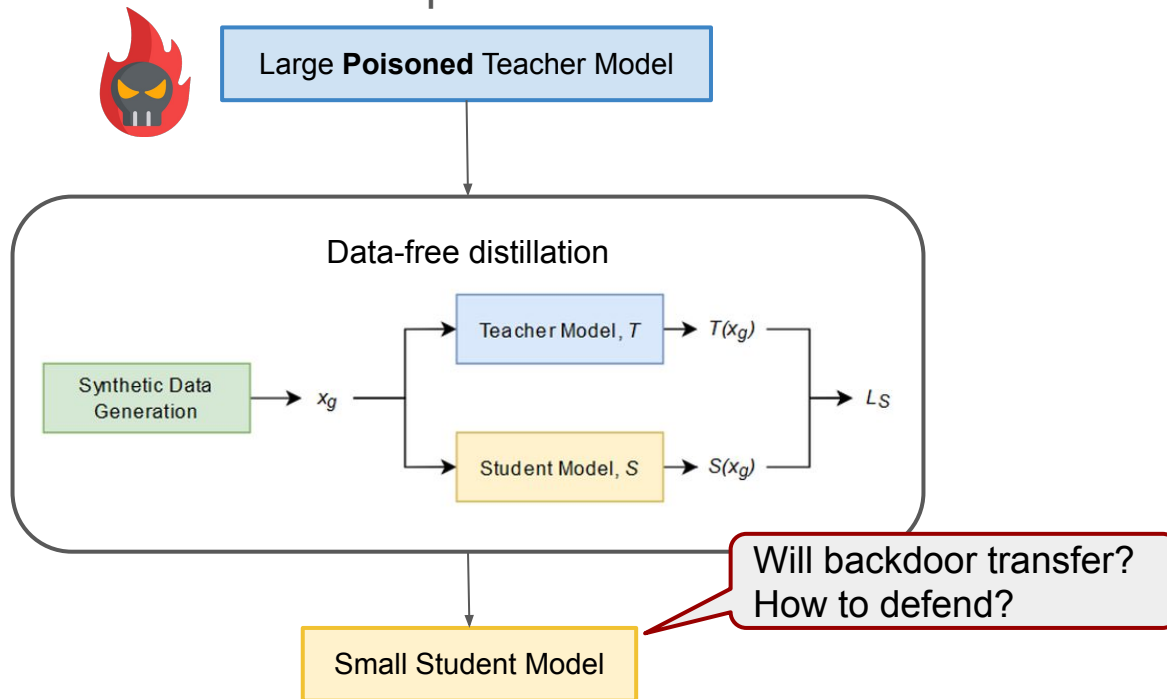 Large Poisoned Teacher Model
Data-free distillation
Teacher Model, T
T(xg)
Synthetic Data
Generation
xg
LS
Student Model, S
S(xg)
Will backdoor transfer?
How to defend?
Small Student Model